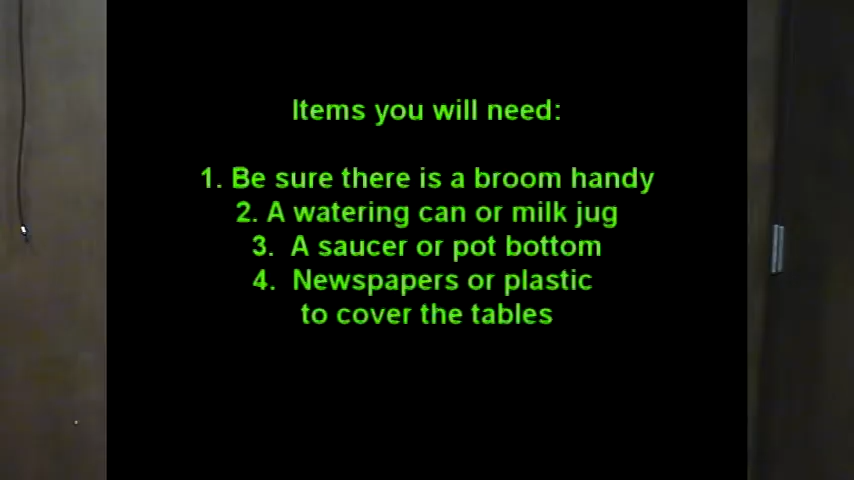 Items you will need:
1. Be sure there is a broom handy
2. A watering can or milk jug
3. A saucer or pot bottom
4. Newspapers or plastic
to cover the tables